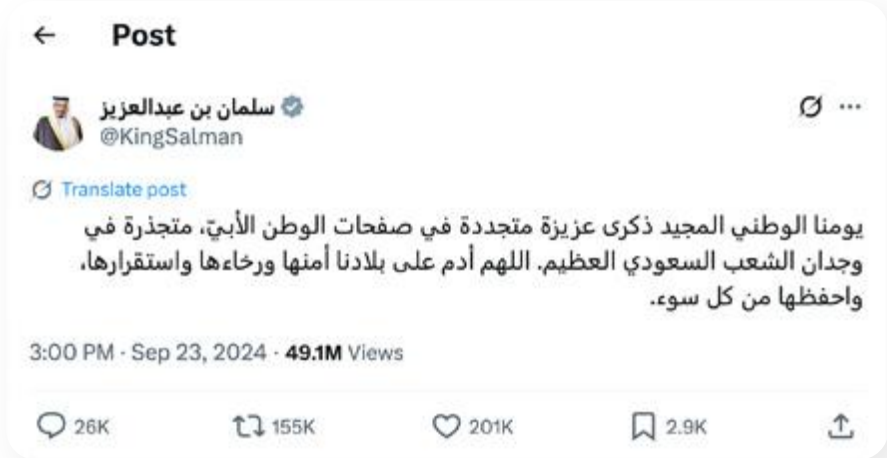 Post
سلمان بن عبدالعزيز
@KingSalman
Translate post
يومنا الوطني المجيد ذكرى عزيزة متجددة في صفحات الوطن الأبيّ، متجذرة في
وجدان الشعب السعودي العظيم. اللهم أدم على بلادنا أمنها ورخاءها واستقرارها،
واحفظها من كل سوء.
3:00 PM · Sep 23, 2024 · 49.1M Views
26K 155K 201K 2.9K